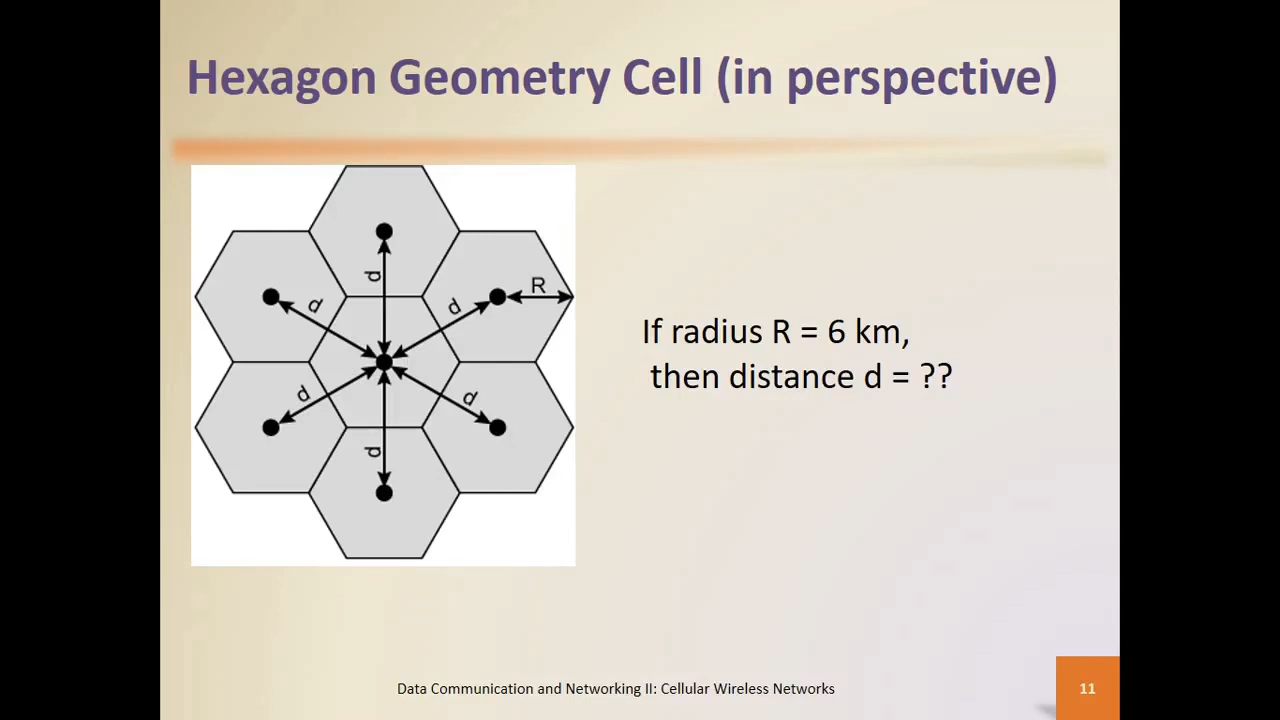 Hexagon Geometry Cell (in perspective)
d
d
d
R
d
d
d
If radius R = 6 km,
then distance d = ??
Data Communication and Networking II: Cellular Wireless Networks
11